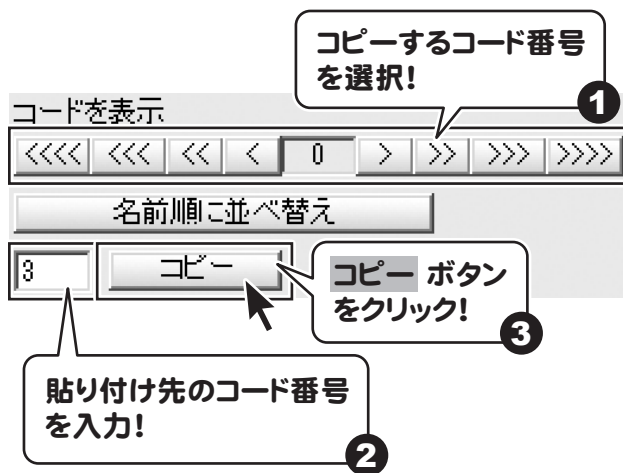 コピーするコード番号
を選択!
1
コードを表示
<<<< <<< << < 0 > >> >>> >>>>
名前順に並べ替え
3 コピー
コピー ボタン
をクリック!
3
貼り付け先のコード番号
を入力!
2